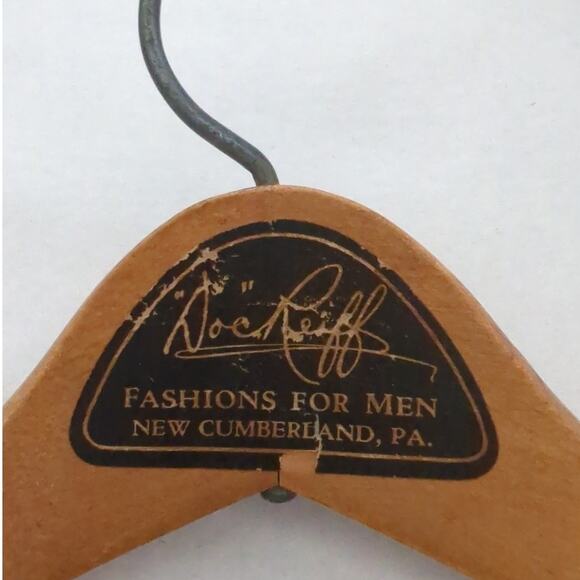 "Doc" Reiff
FASHIONS FOR MEN
NEW CUMBERLAND, PA.